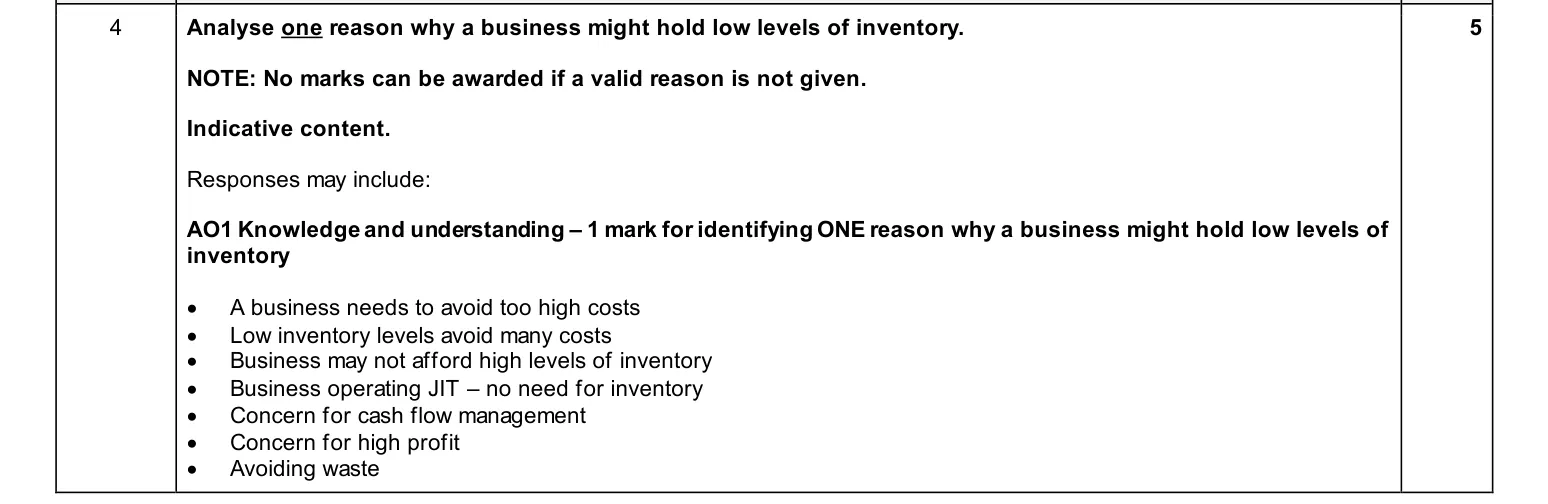 4
Analyse one reason why a business might hold low levels of inventory.
5
NOTE: No marks can be awarded if a valid reason is not given.
Indicative content.
Responses may include:
AO1 Knowledge and understanding – 1 mark for identifying ONE reason why a business might hold low levels of
inventory
• A business needs to avoid too high costs
• Low inventory levels avoid many costs
• Business may not afford high levels of inventory
• Business operating JIT – no need for inventory
• Concern for cash flow management
• Concern for high profit
• Avoiding waste